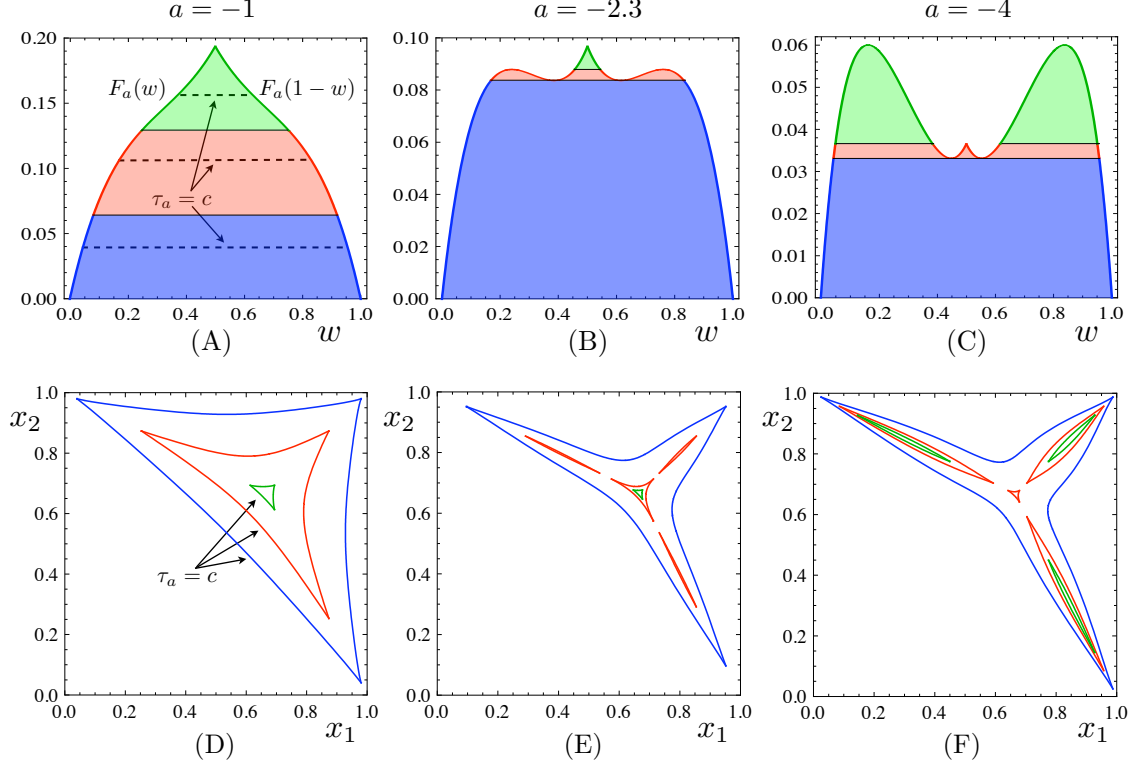 a = −1
a = −2.3
a = −4
0.20
0.15
0.10
0.05
0.00
F_a(w)
F_a(1 − w)
τ_a = c
0.0 0.2 0.4 0.6 0.8 1.0
w
(A)
0.10
0.08
0.06
0.04
0.02
0.00
0.0 0.2 0.4 0.6 0.8 1.0
w
(B)
0.06
0.05
0.04
0.03
0.02
0.01
0.00
0.0 0.2 0.4 0.6 0.8 1.0
w
(C)
1.0
x_2
0.8
0.6
0.4
0.2
0.0
τ_a = c
0.0 0.2 0.4 0.6 0.8 1.0
x_1
(D)
1.0
x_2
0.8
0.6
0.4
0.2
0.0
0.0 0.2 0.4 0.6 0.8 1.0
x_1
(E)
1.0
x_2
0.8
0.6
0.4
0.2
0.0
0.0 0.2 0.4 0.6 0.8 1.0
x_1
(F)